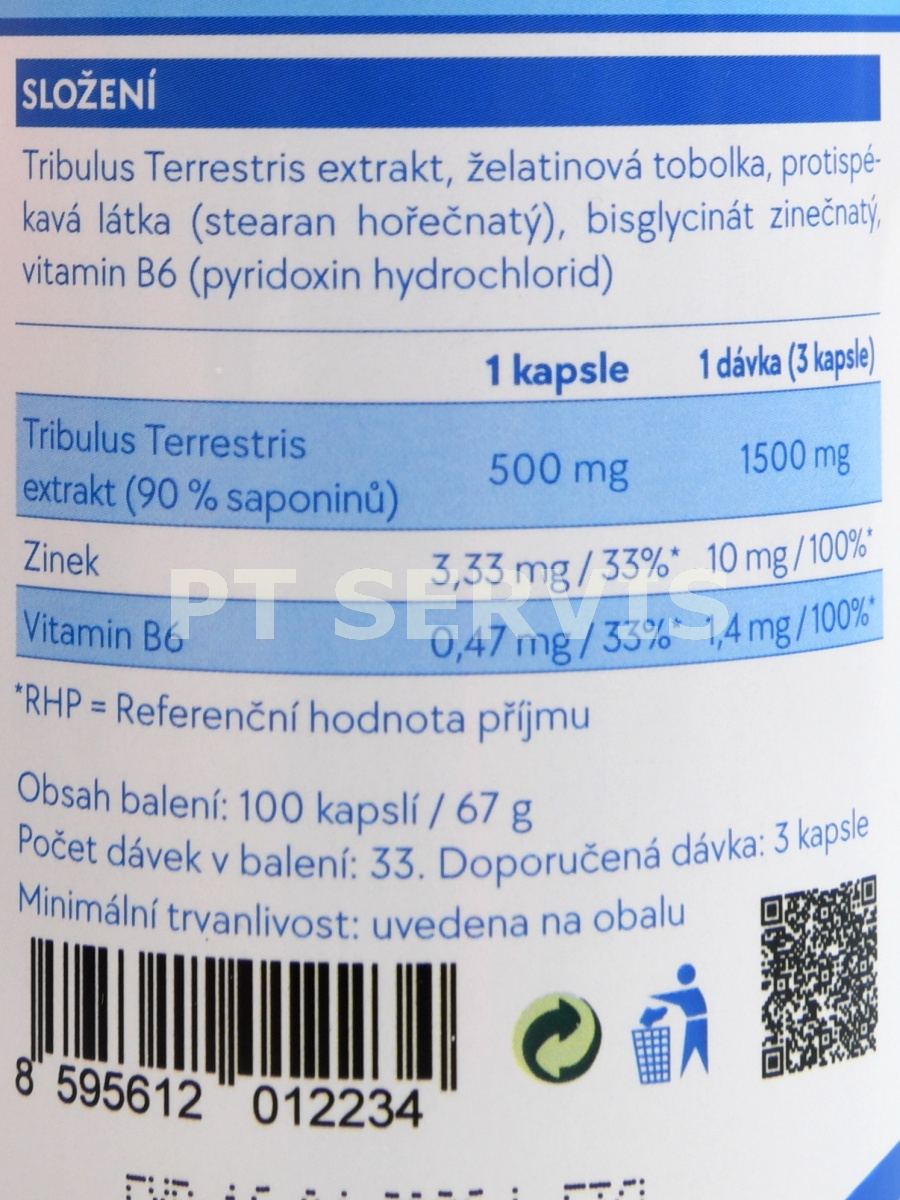 SLOŽENÍ
Tribulus Terrestris extrakt, želatinová tobolka, protispé-
kavá látka (stearan hořečnatý), bisglycinát zinečnatý,
vitamin B6 (pyridoxin hydrochlorid)
1 kapsle 1 dávka (3 kapsle)
Tribulus Terrestris
extrakt (90 % saponinů) 500 mg 1500 mg
Zinek 3,33 mg / 33%* 10 mg / 100%*
PT SERVIS
Vitamin B6 0,47 mg / 33%* 1,4 mg / 100%*
*RHP = Referenční hodnota příjmu
Obsah balení: 100 kapslí / 67 g
Počet dávek v balení: 33. Doporučená dávka: 3 kapsle
Minimální trvanlivost: uvedena na obalu
8 595612 012234